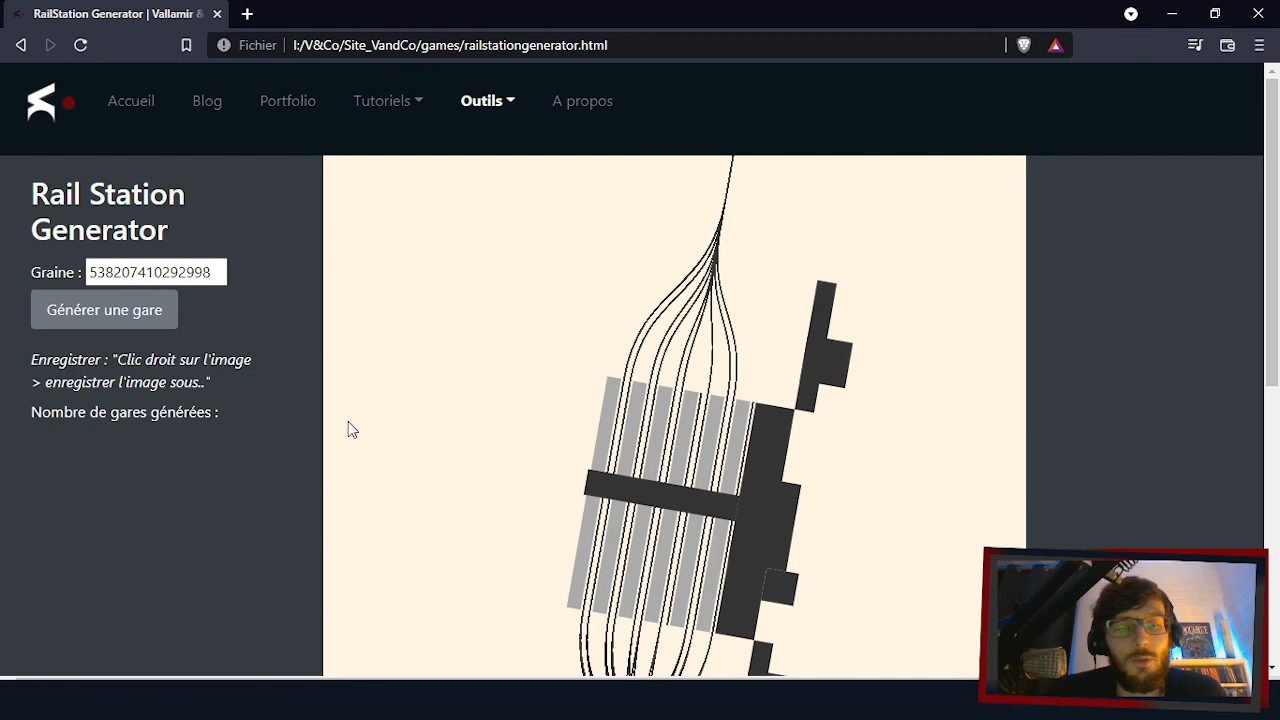 RailStation Generator | Vallamir &
Fichier
I:/V&Co/Site_VandCo/games/railstationgenerator.html
Accueil
Blog
Portfolio
Tutoriels
Outils
A propos
Rail Station
Generator
Graine : 538207410292998
Générer une gare
Enregistrer : "Clic droit sur l'image
> enregistrer l'image sous.."
Nombre de gares générées :